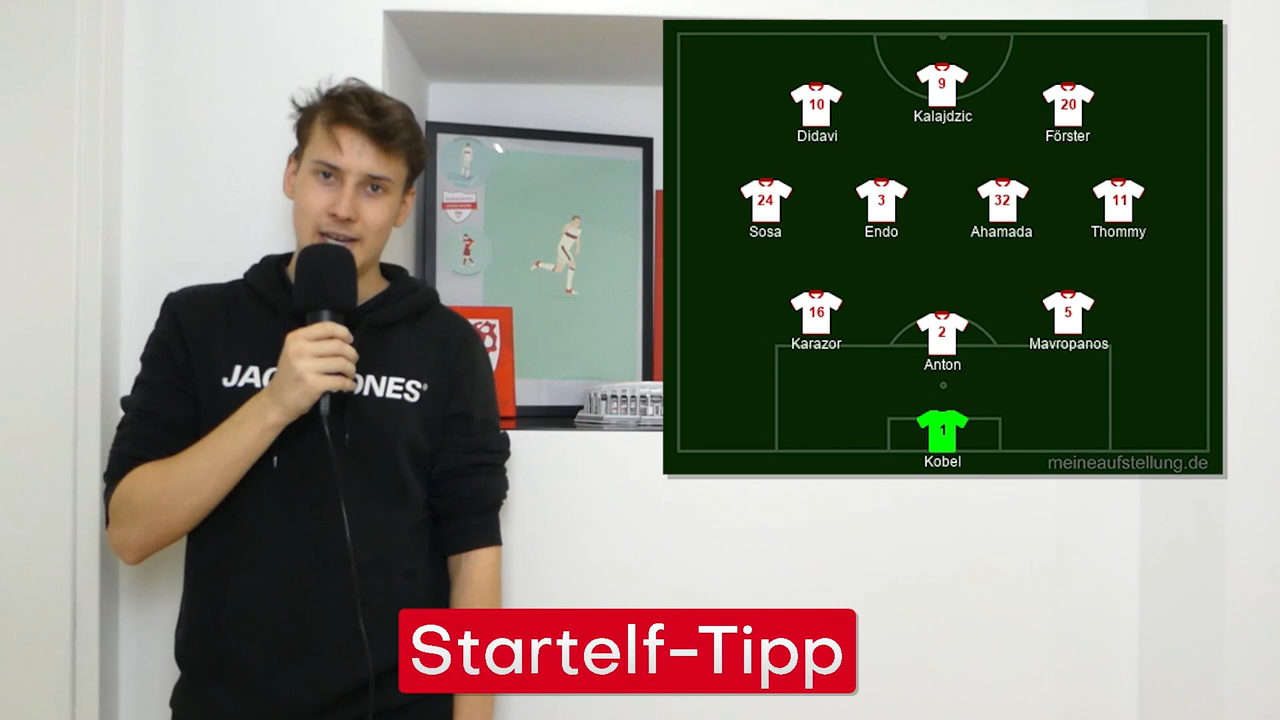 9
Kalajdzic
10
Didavi
20
Förster
24
Sosa
3
Endo
32
Ahamada
11
Thommy
16
Karazor
5
Mavropanos
2
Anton
1
Kobel
meineaufstellung.de
Startelf-Tipp